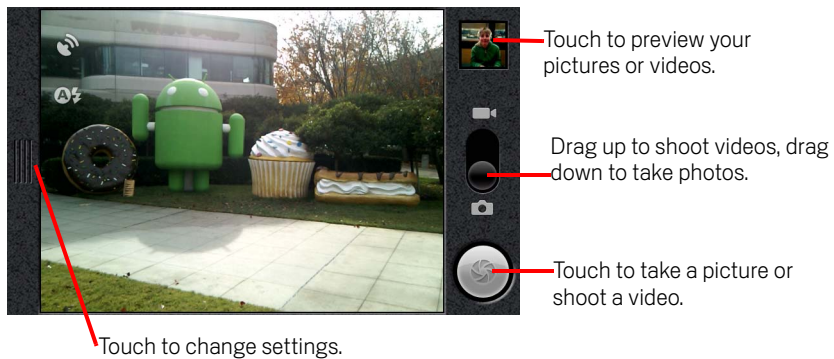 Touch to preview your
pictures or videos.
Drag up to shoot videos, drag
down to take photos.
Touch to take a picture or
shoot a video.
Touch to change settings.